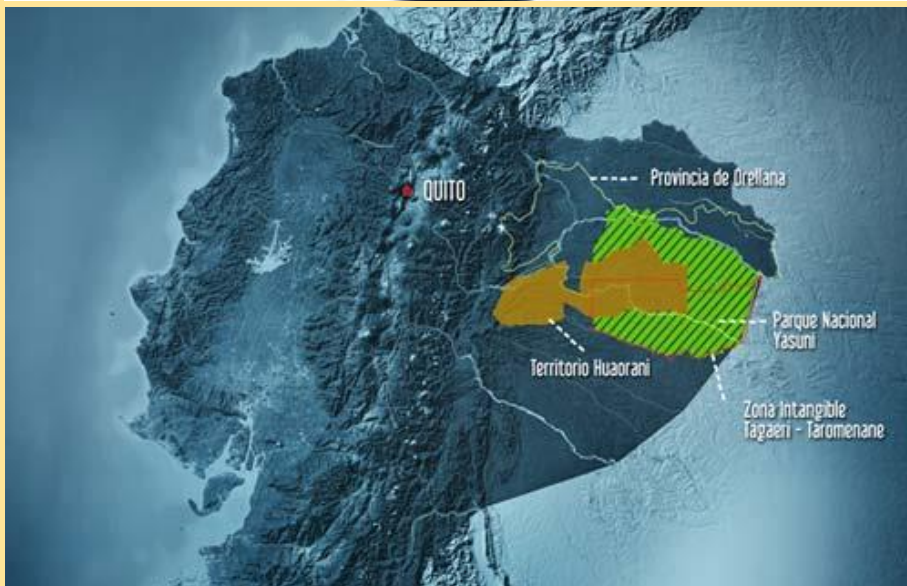 QUITO
Provincia de Orellana
Parque Nacional
Yasuni
Territorio Huaorani
Zona Intangible
Tagaeri - Taromenane